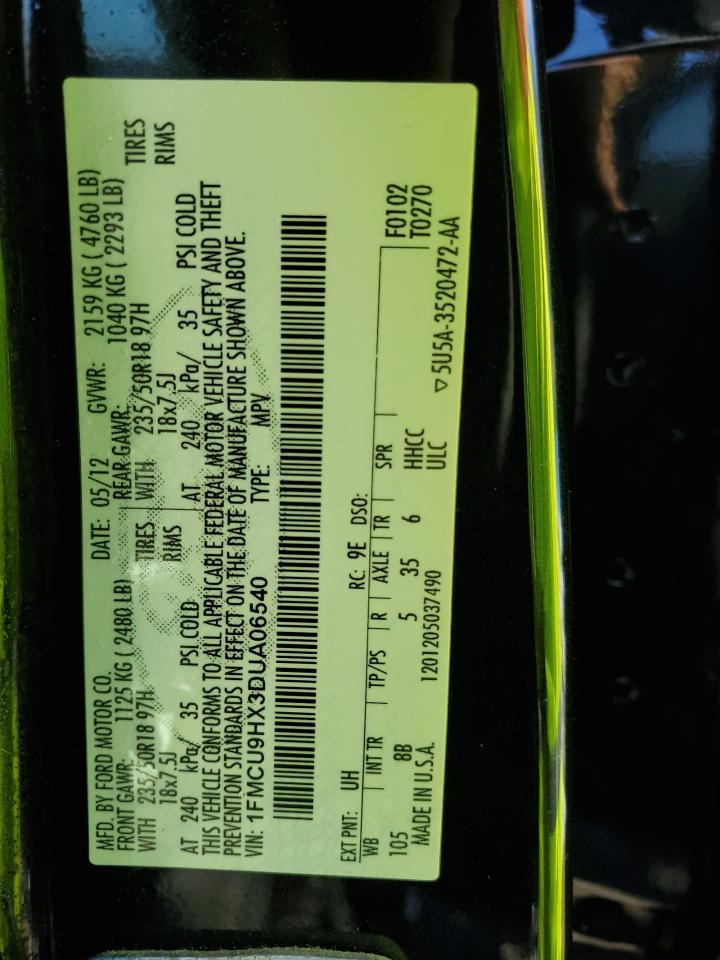 MFD. BY FORD MOTOR CO. DATE: 05/12 GVWR: 2159 KG ( 4760 LB)
FRONT GAWR: 1125 KG ( 2480 LB) REAR GAWR: 1040 KG ( 2293 LB)
WITH 235/50R18 97H TIRES WITH 235/50R18 97H TIRES
18x7.5J RIMS 18x7.5J RIMS
AT 240 kPa/ 35 PSI COLD AT 240 kPa/ 35 PSI COLD
THIS VEHICLE CONFORMS TO ALL APPLICABLE FEDERAL MOTOR VEHICLE SAFETY AND THEFT
PREVENTION STANDARDS IN EFFECT ON THE DATE OF MANUFACTURE SHOWN ABOVE.
VIN: 1FMCU9HX3DUA06540 TYPE: MPV
EXT PNT: UH RC: 9E DSO:
WB INT TR TP/PS R AXLE TR SPR F0102
T0270
105 8B 5 35 6 HHCC
ULC
MADE IN U.S.A. 1201205037490 ▽5U5A-3520472-AA